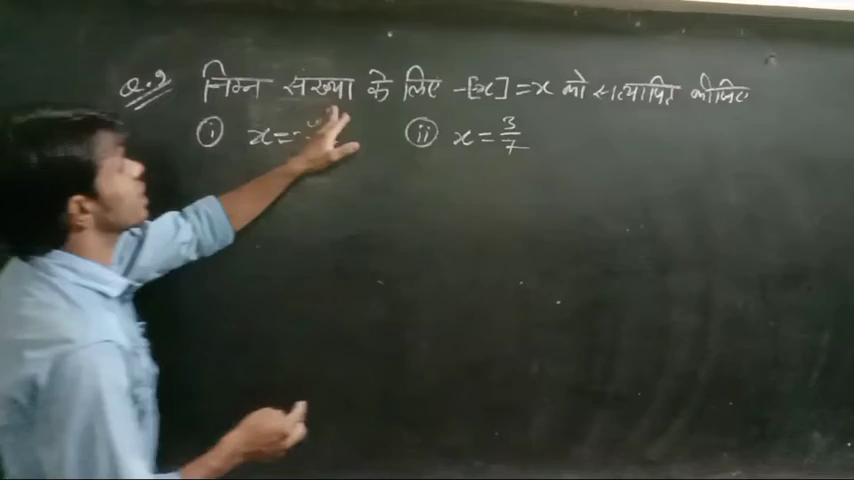 Q.9 निम्न संख्या के लिए -[-x] = x को सत्यापित कीजिए
(i) x = (ii) x = 3/7